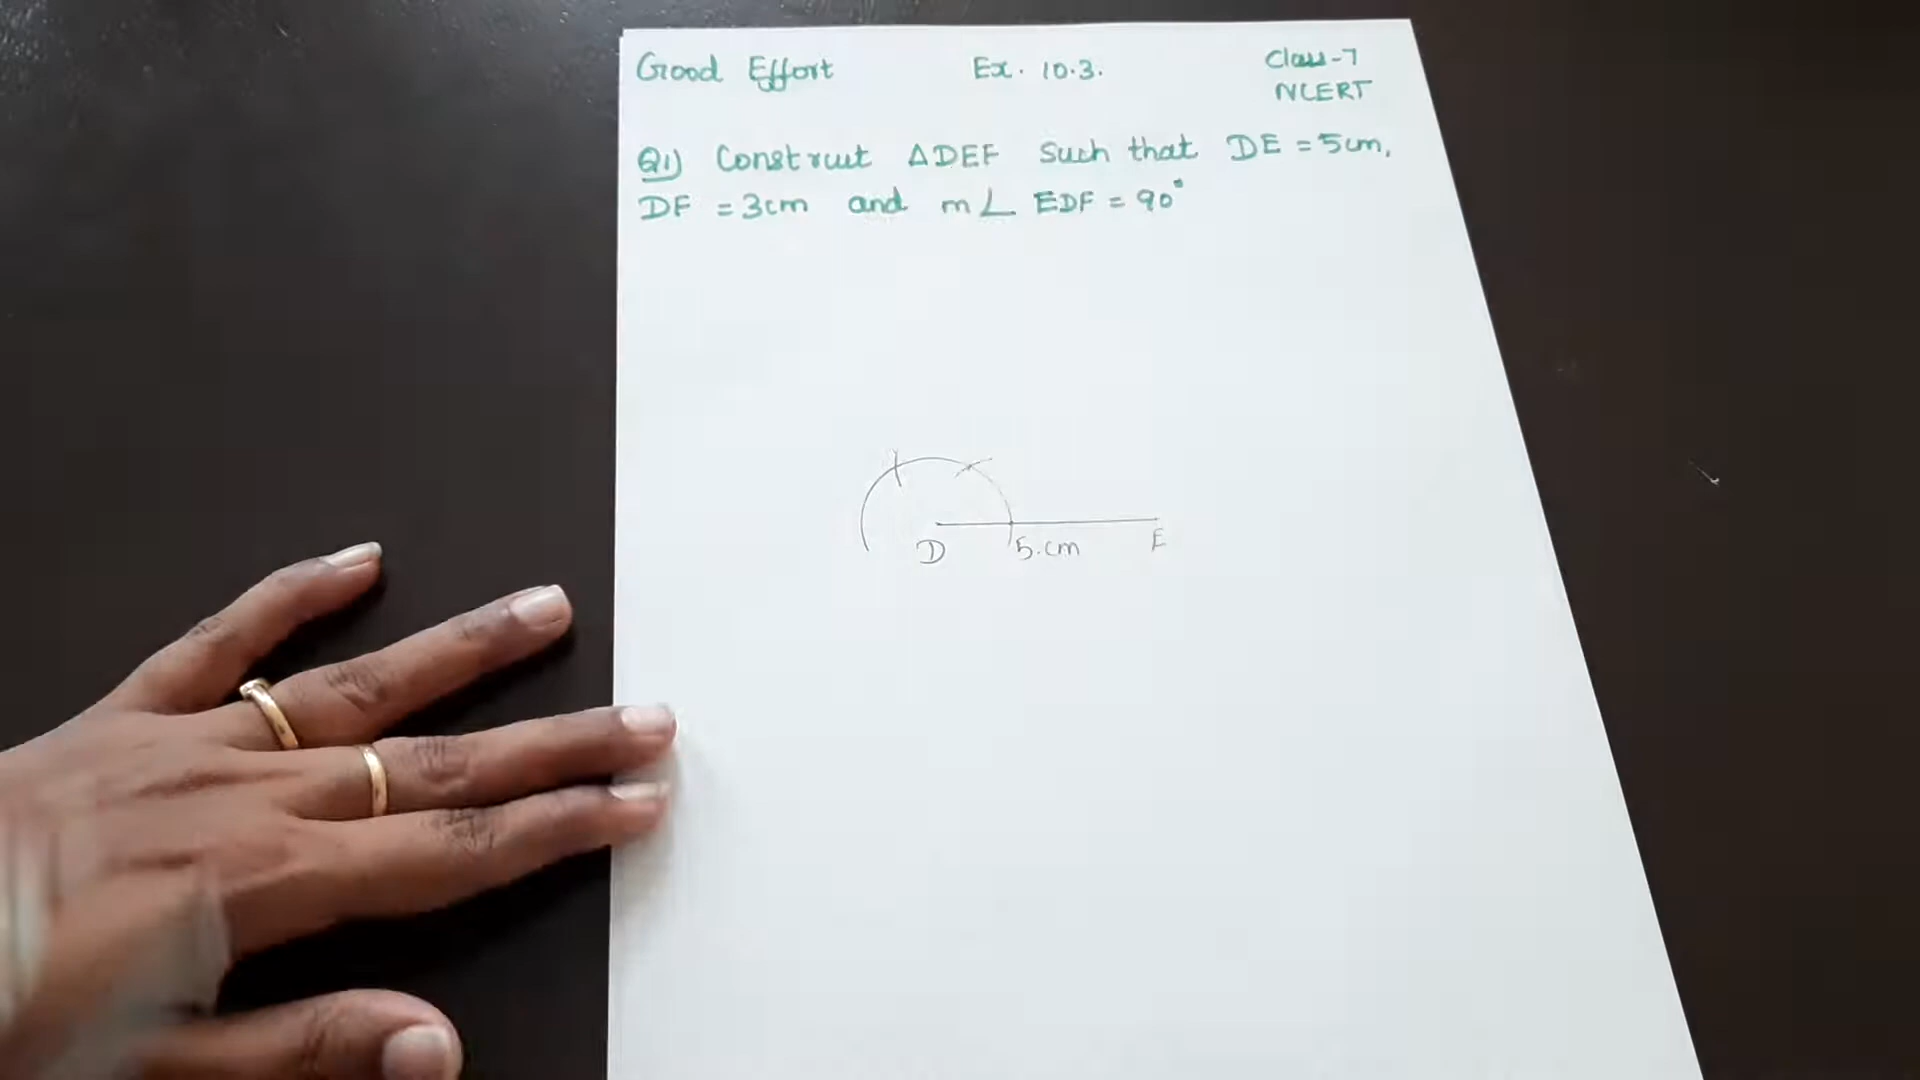 Good Effort Ex. 10.3. Class-7
NCERT
Q1) Construct ΔDEF such that DE = 5cm,
DF = 3cm and m∠ EDF = 90°
D 5.cm E